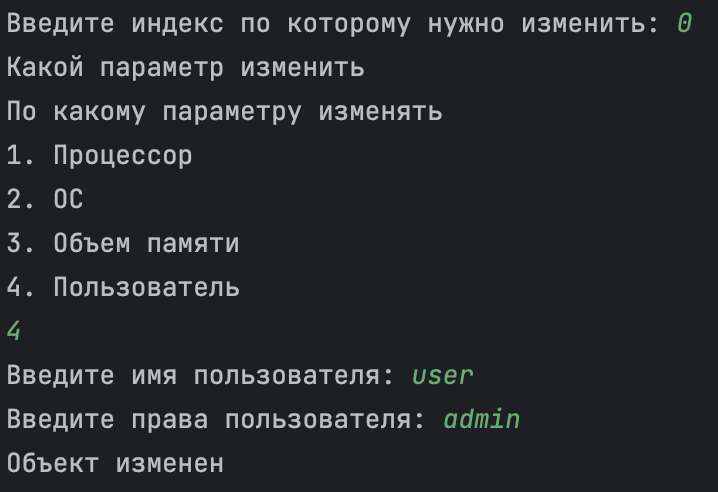 Введите индекс по которому нужно изменить: 0
Какой параметр изменить
По какому параметру изменять
1. Процессор
2. ОС
3. Объем памяти
4. Пользователь
4
Введите имя пользователя: user
Введите права пользователя: admin
Объект изменен